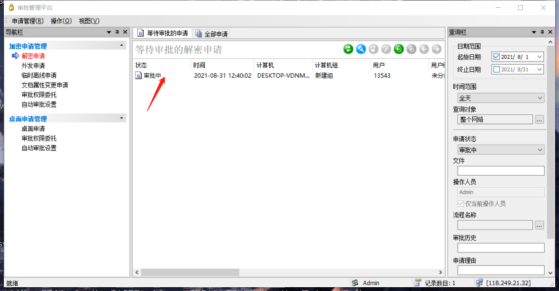 审批管理平台
申请管理(R) 操作(O) 视图(V)
导航栏
加密申请管理
解密申请
外发申请
临时离线申请
文档属性变更申请
审批权限委托
自动审批设置
桌面申请管理
桌面申请
审批权限委托
自动审批设置
等待审批的申请 全部申请
等待审批的解密申请
状态 时间 计算机 计算机组 用户 用户
审批中 2021-08-31 12:40:02 DESKTOP-VDNM... 新建组 13543 未分
查询栏
日期范围
起始日期 2021/ 8/ 1
终止日期 2021/ 8/31
时间范围
全天
查询对象
整个网络 ...
申请状态
审批中
文件
操作人员
Admin
仅当前操作人员
流程名称
...
审批历史
申请理由
就绪 Admin 记录数目: 1 [118.249.21.32]